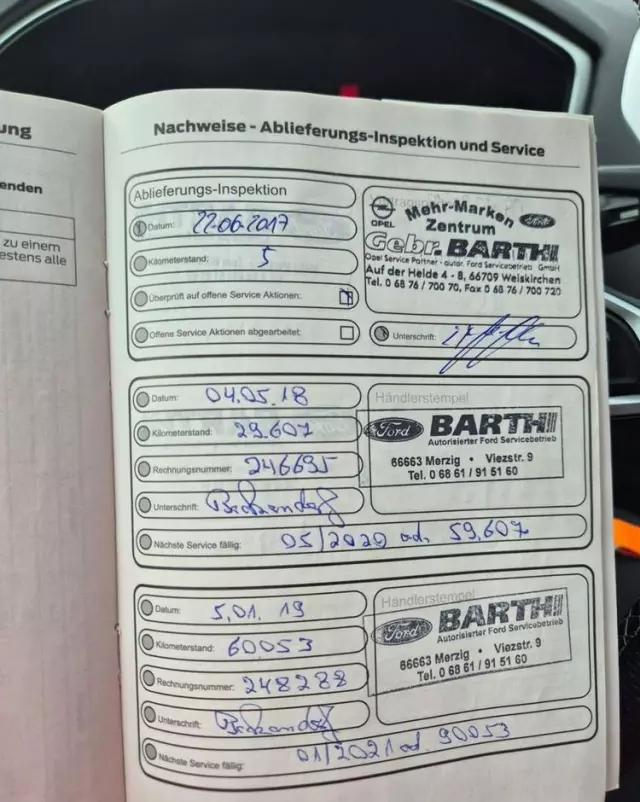 ung
enden
zu einem
estens alle
Nachweise - Ablieferungs-Inspektion und Service
Ablieferungs-Inspektion
Datum: 22.06.2017
Kilometerstand: 5
Überprüft auf offene Service Aktionen:
Offene Service Aktionen abgearbeitet:
OPEL
Mehr-Marken
Ford
Zentrum
Gebr. BARTH
Opel Service Partner · autor. Ford Servicebetrieb GmbH
Auf der Heide 4 - 8, 66709 Weiskirchen
Tel. 0 68 76 / 700 70, Fax 0 68 76 / 700 720
Unterschrift:
Datum: 04.05.18
Kilometerstand: 29.607
Rechnungsnummer: 246695
Unterschrift:
Nächste Service fällig: 05/2020 od. 59,607
Händlerstempel
Ford BARTH
Autorisierter Ford Servicebetrieb
66663 Merzig • Viezstr. 9
Tel. 0 68 61 / 91 51 60
Datum: 5.01.19
Kilometerstand: 60053
Rechnungsnummer: 248288
Unterschrift:
Nächste Service fällig: 01/2021 od. 90053
Händlerstempel
Ford BARTH
Autorisierter Ford Servicebetrieb
66663 Merzig • Viezstr. 9
Tel. 0 68 61 / 91 51 60